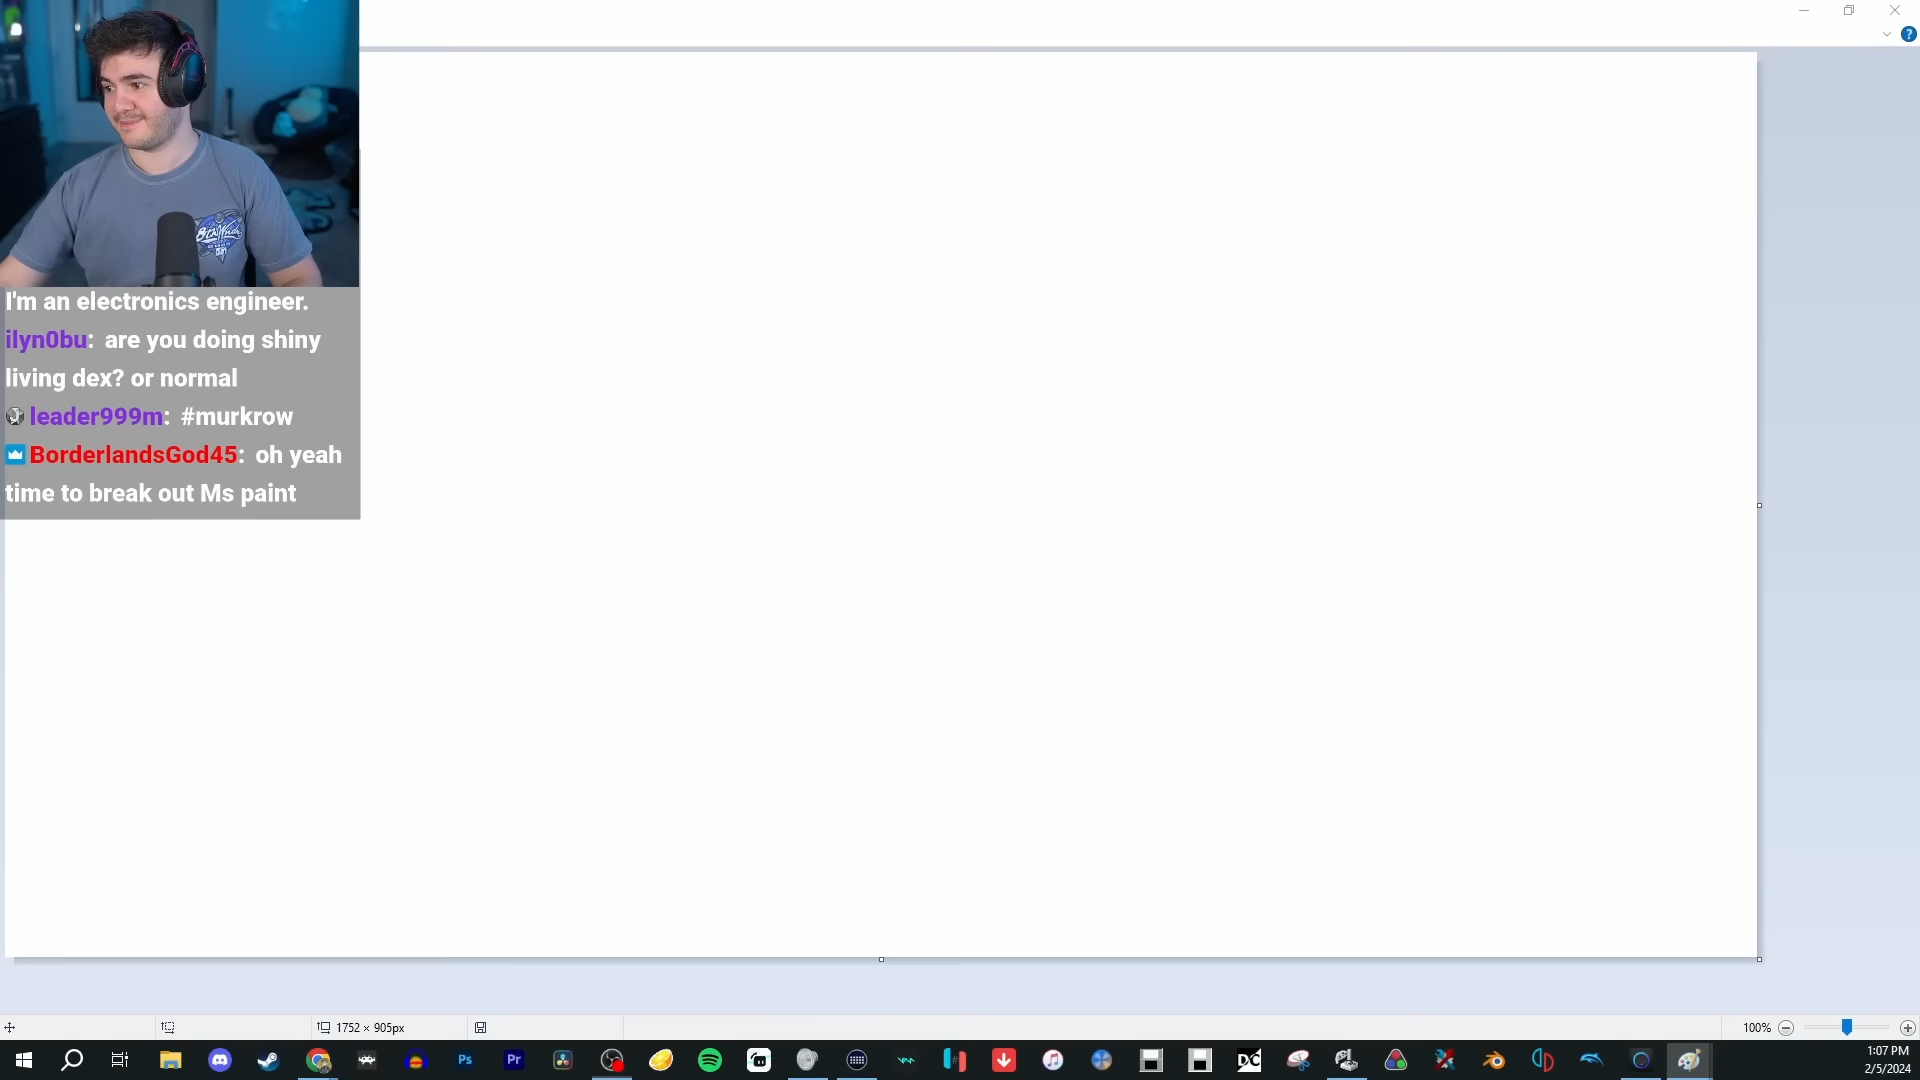 I'm an electronics engineer.
ilyn0bu: are you doing shiny
living dex? or normal
leader999m: #murkrow
BorderlandsGod45: oh yeah
time to break out Ms paint
1752 × 905px
100%
Ps
Pr
DC
1:07 PM
2/5/2024